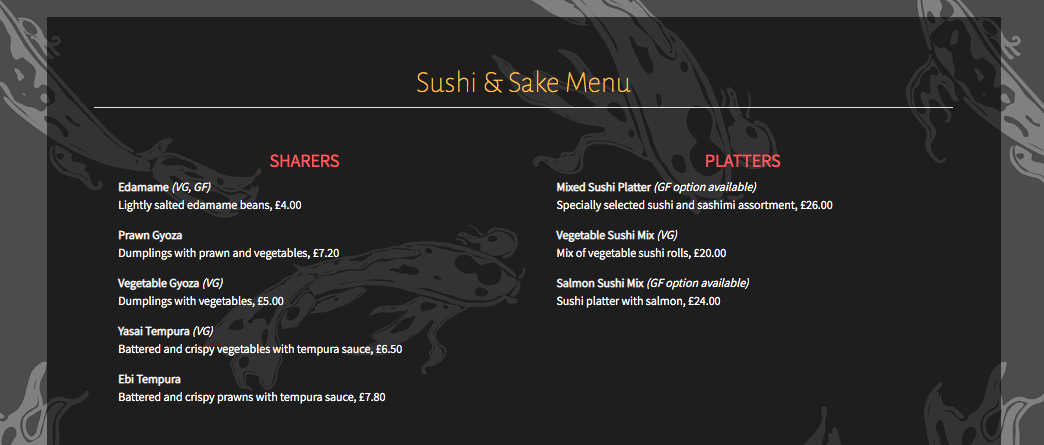 Sushi & Sake Menu
SHARERS
Edamame (VG, GF)
Lightly salted edamame beans, £4.00
Prawn Gyoza
Dumplings with prawn and vegetables, £7.20
Vegetable Gyoza (VG)
Dumplings with vegetables, £5.00
Yasai Tempura (VG)
Battered and crispy vegetables with tempura sauce, £6.50
Ebi Tempura
Battered and crispy prawns with tempura sauce, £7.80
PLATTERS
Mixed Sushi Platter (GF option available)
Specially selected sushi and sashimi assortment, £26.00
Vegetable Sushi Mix (VG)
Mix of vegetable sushi rolls, £20.00
Salmon Sushi Mix (GF option available)
Sushi platter with salmon, £24.00